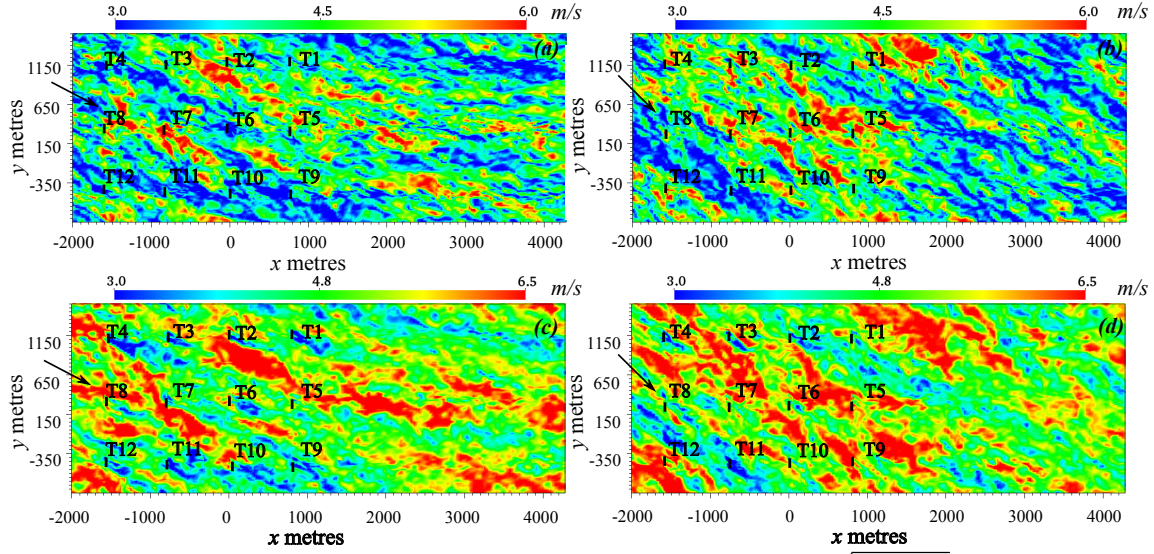 3.0 4.5 6.0 m/s
3.0 4.5 6.0 m/s
(a)
T4 T3 T2 T1
T8 T7 T6 T5
T12 T11 T10 T9
1150
650
150
-350
y metres
-2000 -1000 0 1000 2000 3000 4000
x metres
(b)
T4 T3 T2 T1
T8 T7 T6 T5
T12 T11 T10 T9
1150
650
150
-350
y metres
-2000 -1000 0 1000 2000 3000 4000
x metres
3.0 4.8 6.5 m/s
3.0 4.8 6.5 m/s
(c)
T4 T3 T2 T1
T8 T7 T6 T5
T12 T11 T10 T9
1150
650
150
-350
y metres
-2000 -1000 0 1000 2000 3000 4000
x metres
(d)
T4 T3 T2 T1
T8 T7 T6 T5
T12 T11 T10 T9
1150
650
150
-350
y metres
-2000 -1000 0 1000 2000 3000 4000
x metres